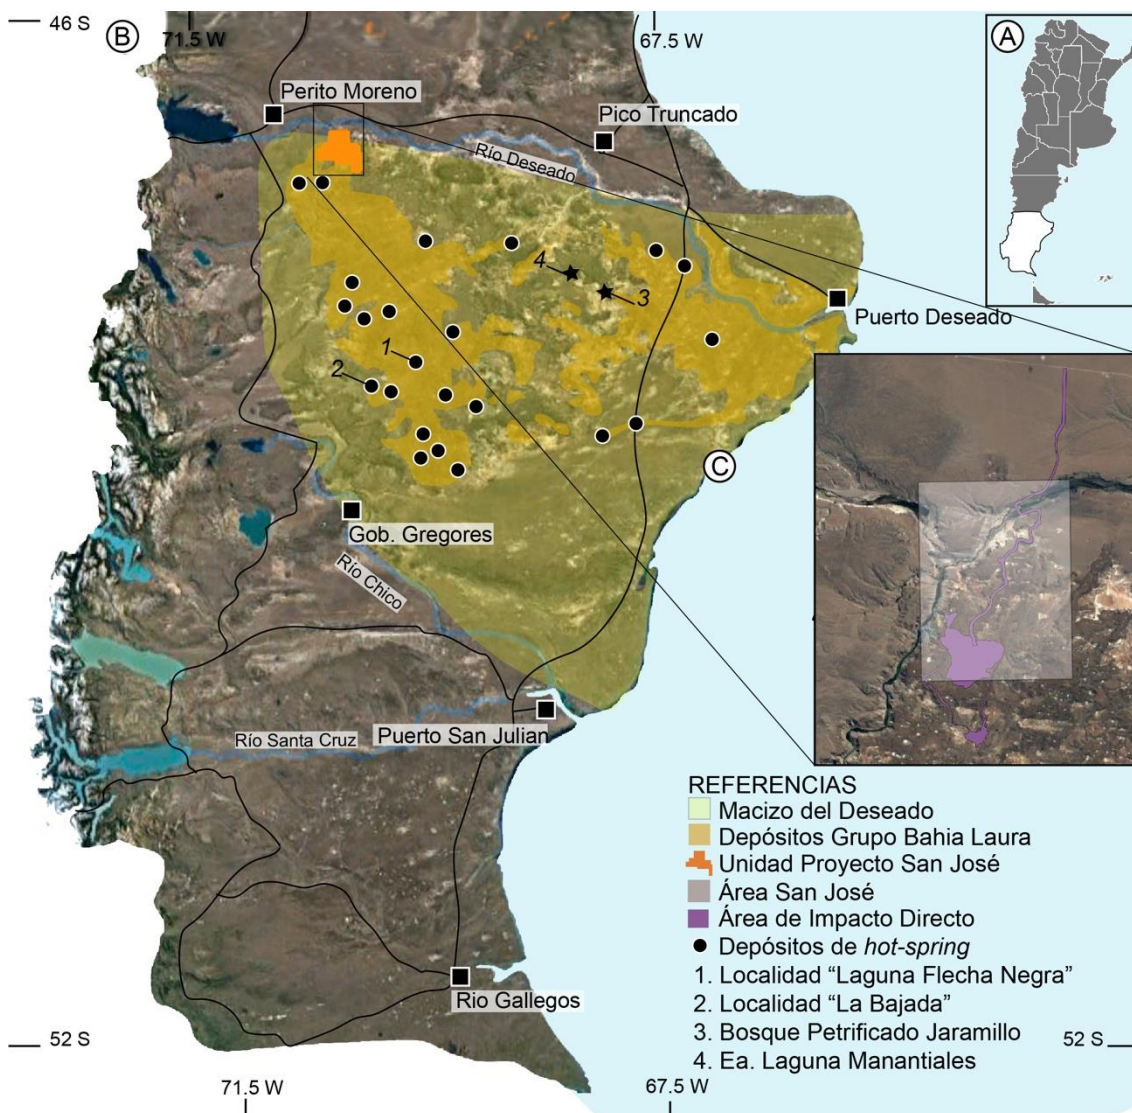 46 S
B
71.5 W
67.5 W
A
Perito Moreno
Pico Truncado
Río Deseado
4
3
Puerto Deseado
1
2
C
Gob. Gregores
Río Chico
Puerto San Julian
Río Santa Cruz
Rio Gallegos
REFERENCIAS
Macizo del Deseado
Depósitos Grupo Bahia Laura
Unidad Proyecto San José
Área San José
Área de Impacto Directo
Depósitos de hot-spring
1. Localidad “Laguna Flecha Negra”
2. Localidad “La Bajada”
3. Bosque Petrificado Jaramillo
4. Ea. Laguna Manantiales
52 S
52 S
71.5 W
67.5 W